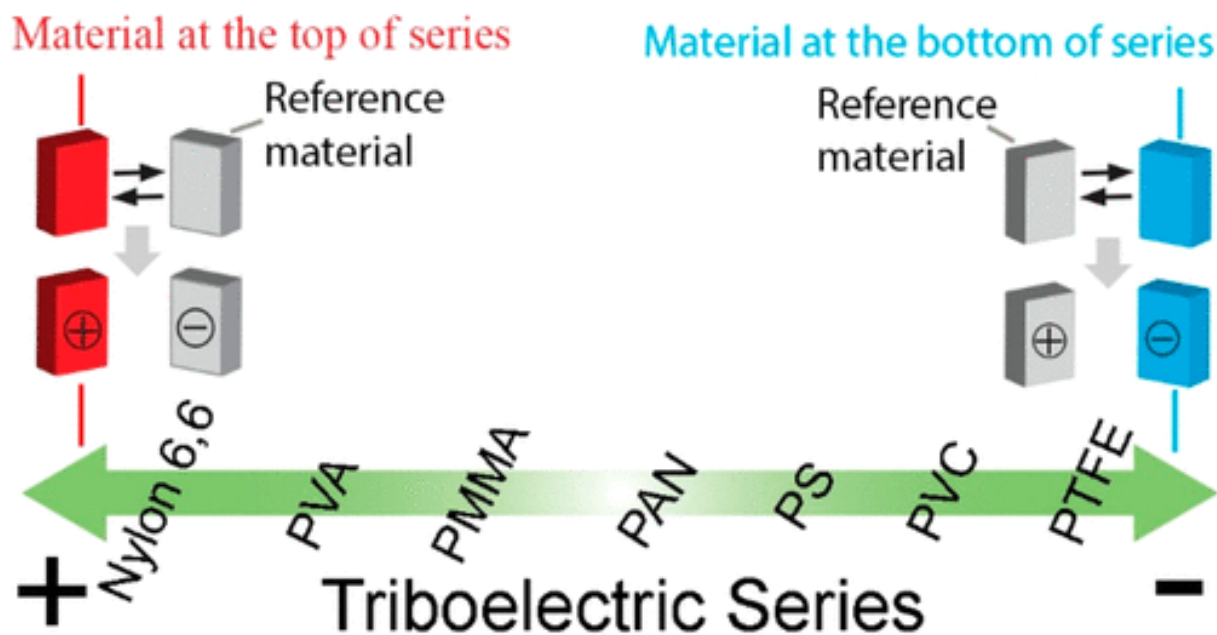 Material at the top of series
Material at the bottom of series
Reference
material
Reference
material
+
−
+
−
Nylon 6,6
PVA
PMMA
PAN
PS
PVC
PTFE
+
Triboelectric Series
-